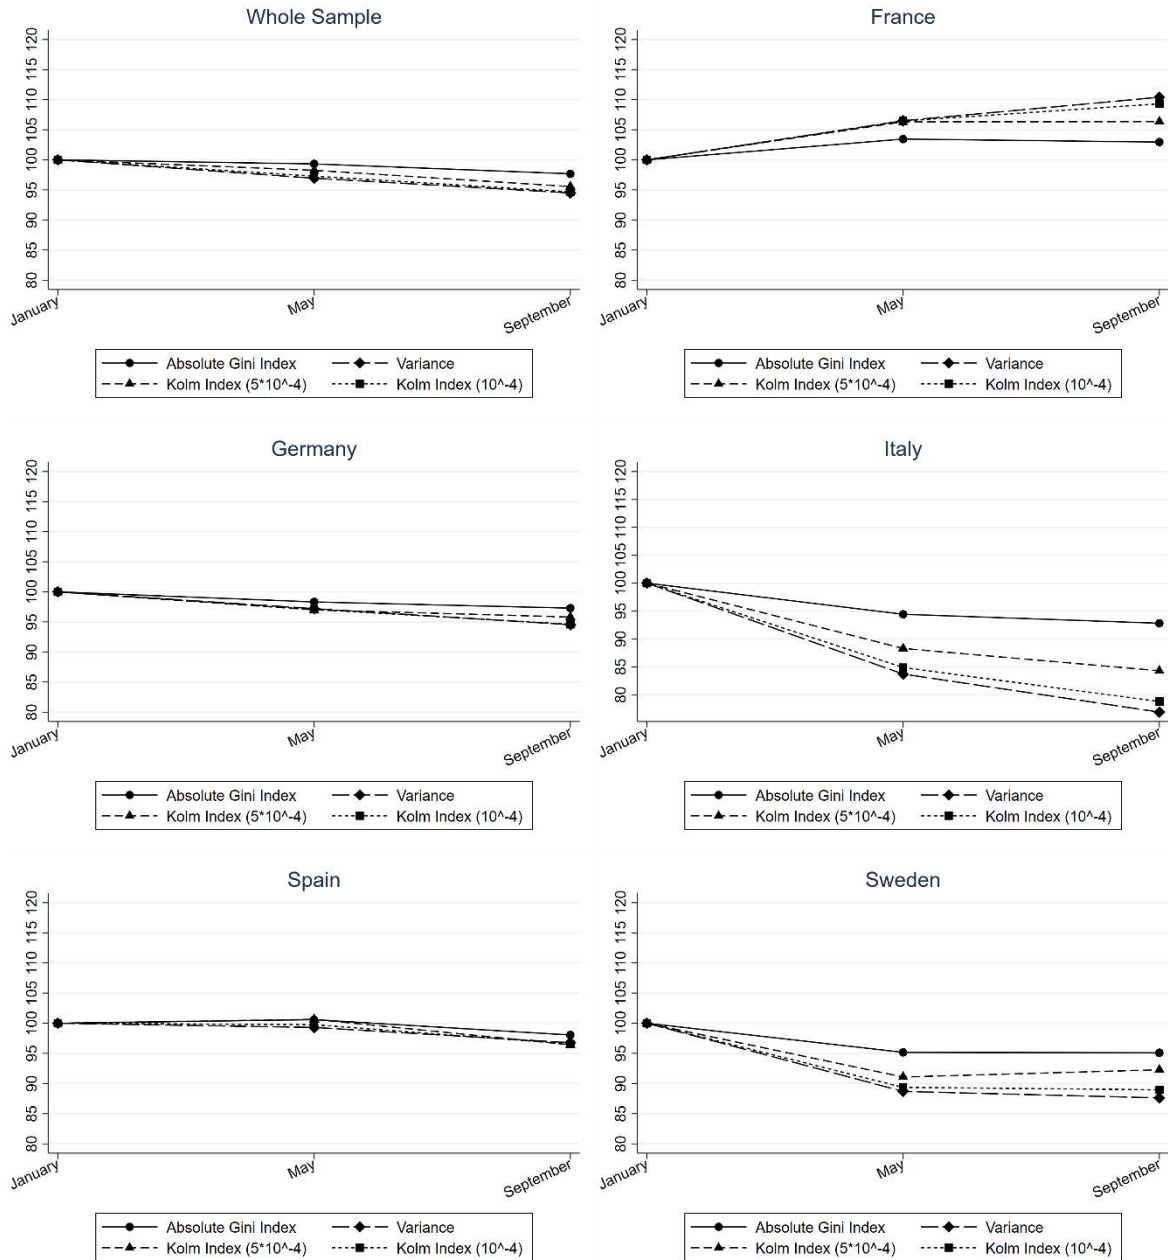 Whole Sample
120
115
110
105
100
95
90
85
80
January
May
September
Absolute Gini Index
Variance
Kolm Index (5*10^-4)
Kolm Index (10^-4)
France
120
115
110
105
100
95
90
85
80
January
May
September
Absolute Gini Index
Variance
Kolm Index (5*10^-4)
Kolm Index (10^-4)
Germany
120
115
110
105
100
95
90
85
80
January
May
September
Absolute Gini Index
Variance
Kolm Index (5*10^-4)
Kolm Index (10^-4)
Italy
120
115
110
105
100
95
90
85
80
January
May
September
Absolute Gini Index
Variance
Kolm Index (5*10^-4)
Kolm Index (10^-4)
Spain
120
115
110
105
100
95
90
85
80
January
May
September
Absolute Gini Index
Variance
Kolm Index (5*10^-4)
Kolm Index (10^-4)
Sweden
120
115
110
105
100
95
90
85
80
January
May
September
Absolute Gini Index
Variance
Kolm Index (5*10^-4)
Kolm Index (10^-4)